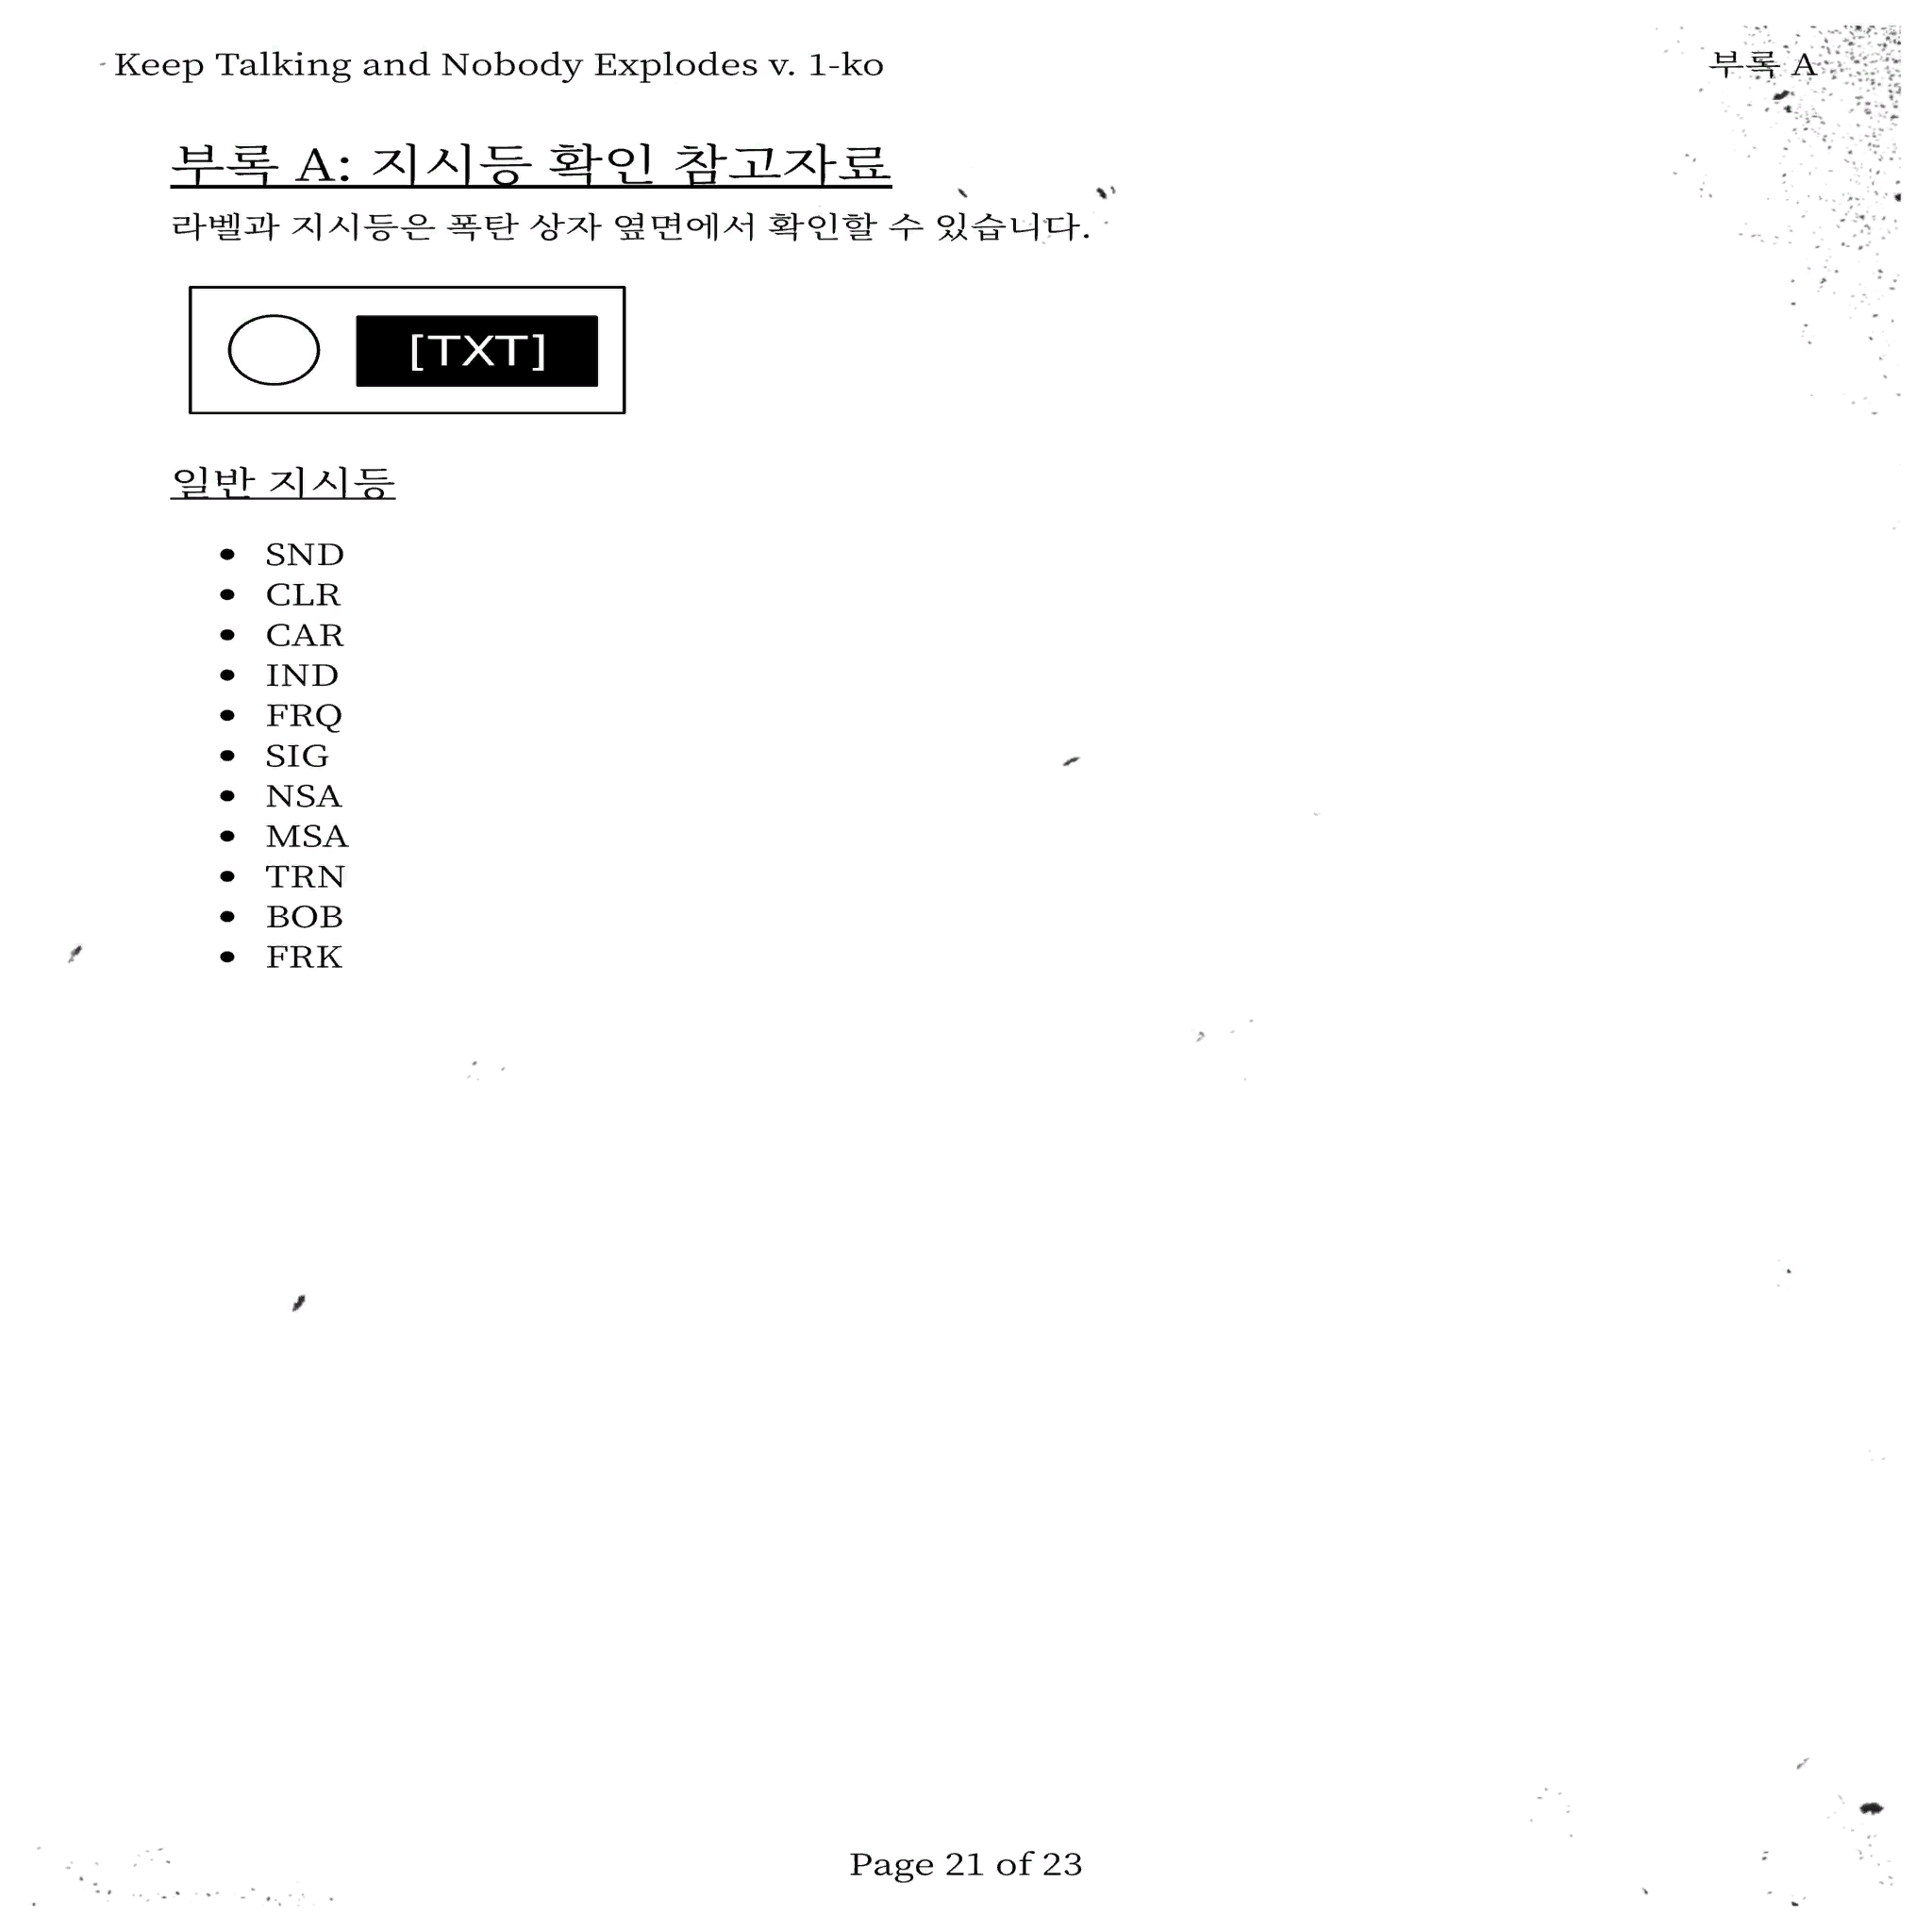 Keep Talking and Nobody Explodes v. 1-ko
부록 A
부록 A: 지시등 확인 참고자료
라벨과 지시등은 폭탄 상자 옆면에서 확인할 수 있습니다.
[TXT]
일반 지시등
• SND
• CLR
• CAR
• IND
• FRQ
• SIG
• NSA
• MSA
• TRN
• BOB
• FRK
Page 21 of 23